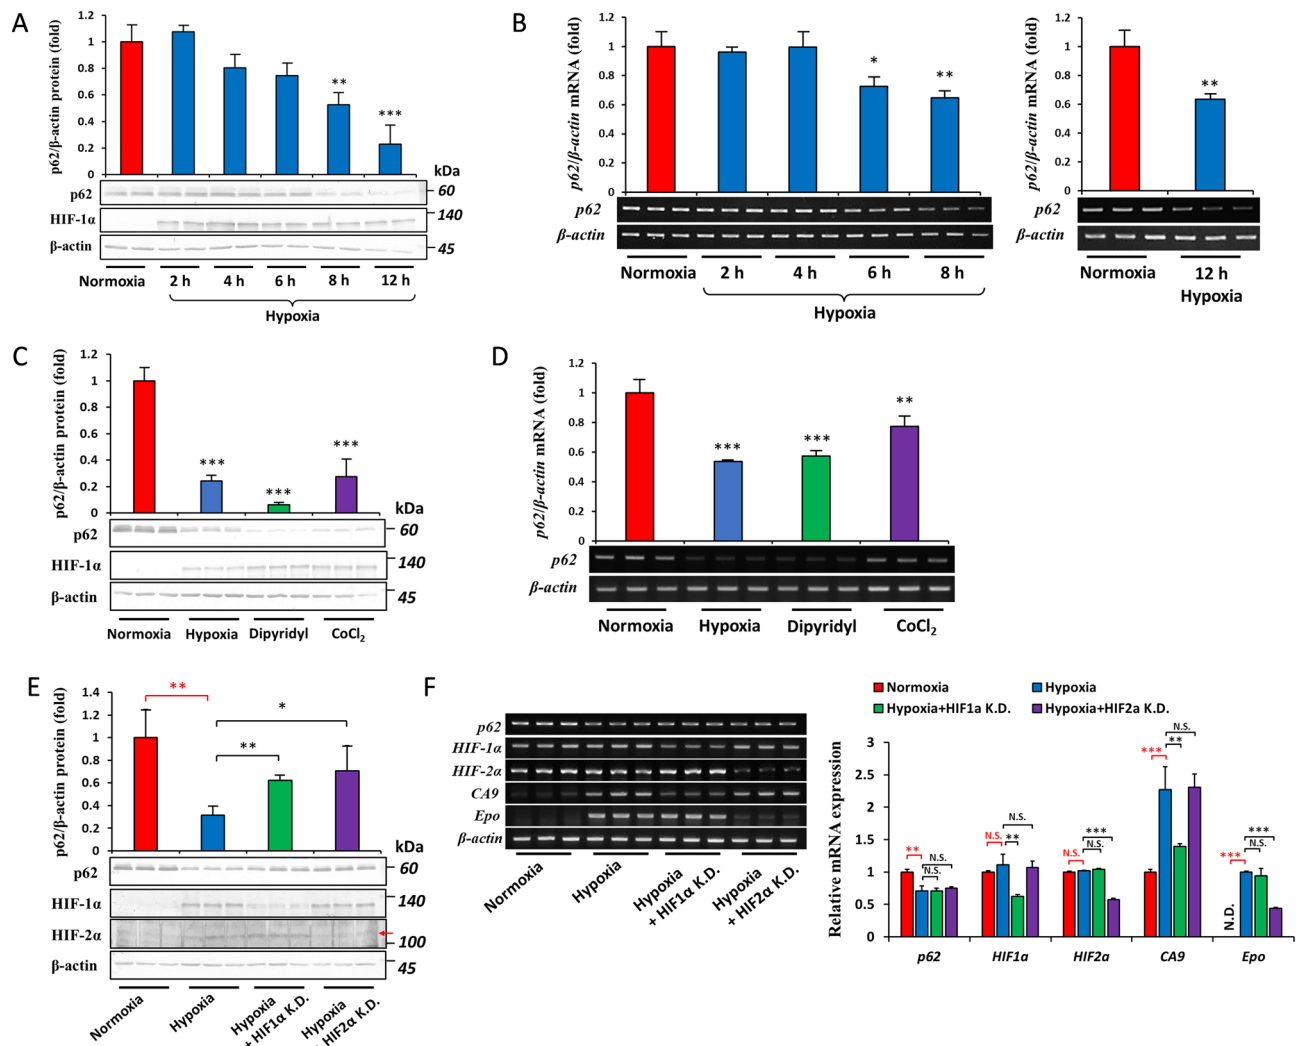 A
p62/β-actin protein (fold)
1.2
1
0.8
0.6
0.4
0.2
0
**
***
kDa
p62
60
HIF-1α
140
β-actin
45
Normoxia
2 h
4 h
6 h
8 h
12 h
Hypoxia
B
p62/β-actin mRNA (fold)
1.2
1
0.8
0.6
0.4
0.2
0
*
**
p62
β-actin
Normoxia
2 h
4 h
6 h
8 h
Hypoxia
p62/β-actin mRNA (fold)
1.2
1
0.8
0.6
0.4
0.2
0
**
p62
β-actin
Normoxia
12 h
Hypoxia
C
p62/β-actin protein (fold)
1.2
1
0.8
0.6
0.4
0.2
0
***
***
***
kDa
p62
60
HIF-1α
140
β-actin
45
Normoxia
Hypoxia
Dipyridyl
CoCl2
D
p62/β-actin mRNA (fold)
1.2
1
0.8
0.6
0.4
0.2
0
***
***
**
p62
β-actin
Normoxia
Hypoxia
Dipyridyl
CoCl2
E
p62/β-actin protein (fold)
1.4
1.2
1
0.8
0.6
0.4
0.2
0
**
*
**
kDa
p62
60
HIF-1α
140
HIF-2α
100
β-actin
45
Normoxia
Hypoxia
Hypoxia
+ HIF1α K.D.
Hypoxia
+ HIF2α K.D.
F
p62
HIF-1α
HIF-2α
CA9
Epo
β-actin
Normoxia
Hypoxia
Hypoxia
+ HIF1α K.D.
Hypoxia
+ HIF2α K.D.
Normoxia
Hypoxia
Hypoxia+HIF1a K.D.
Hypoxia+HIF2a K.D.
Relative mRNA expression
3
2.5
2
1.5
1
0.5
0
**
N.S.
N.S.
N.S.
**
N.S.
N.S.
N.S.
***
***
**
N.S.
***
N.S.
***
N.D.
p62
HIF1a
HIF2a
CA9
Epo